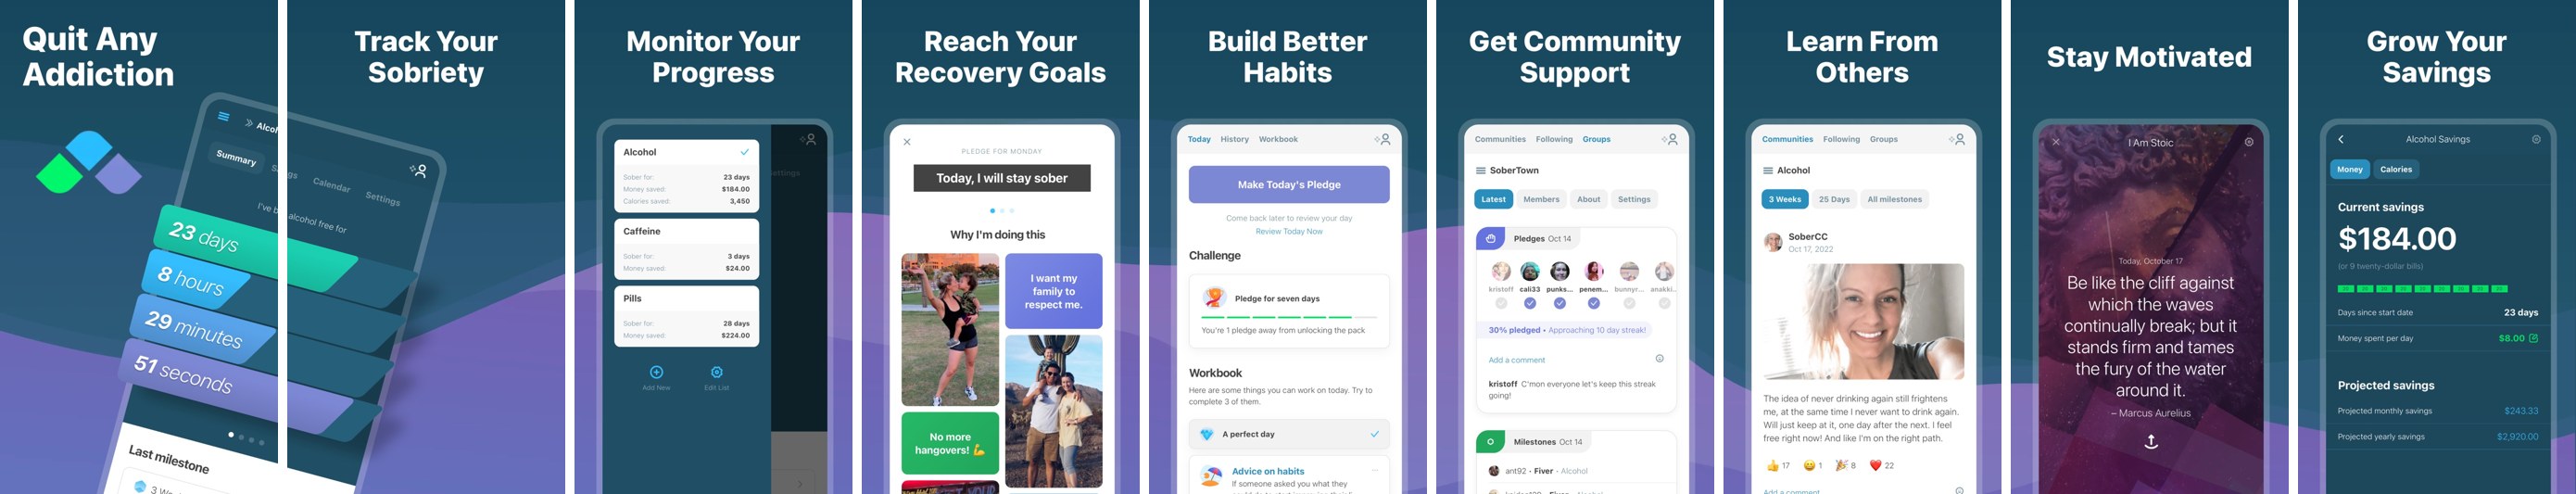 Quit Any
Addiction
Alcohol
Summary
Savings
Calendar
Settings
alcohol free for
23 days
8 hours
29 minutes
51 seconds
Last milestone
Track Your
Sobriety
Monitor Your
Progress
Alcohol
Sober for: 23 days
Money saved: $184.00
Calories saved: 3,450
Caffeine
Sober for: 3 days
Money saved: $24.00
Pills
Sober for: 28 days
Money saved: $224.00
Add New
Edit List
Reach Your
Recovery Goals
PLEDGE FOR MONDAY
Today, I will stay sober
Why I'm doing this
I want my
family to
respect me.
No more
hangovers! 💪
Build Better
Habits
Today History Workbook
Make Today's Pledge
Come back later to review your day
Review Today Now
Challenge
Pledge for seven days
You're 1 pledge away from unlocking the pack
Workbook
Here are some things you can work on today. Try to
complete 3 of them.
A perfect day
Advice on habits
If someone asked you what they
Get Community
Support
Communities Following Groups
SoberTown
Latest Members About Settings
Pledges Oct 14
kristoff cali33 punks... penem... bunnyr... anakki...
30% pledged • Approaching 10 day streak!
Add a comment
kristoff C'mon everyone let's keep this streak
going!
Milestones Oct 14
ant92 • Fiver • Alcohol
Learn From
Others
Communities Following Groups
Alcohol
3 Weeks 25 Days All milestones
SoberCC
Oct 17, 2022
The idea of never drinking again still frightens
me, at the same time I never want to drink again.
Will just keep at it, one day after the next. I feel
free right now! And like I'm on the right path.
👍 17 😀 1 🎉 8 ❤️ 22
Add a comment
Stay Motivated
I Am Stoic
Today, October 17
Be like the cliff against
which the waves
continually break; but it
stands firm and tames
the fury of the water
around it.
– Marcus Aurelius
Grow Your
Savings
Alcohol Savings
Money Calories
Current savings
$184.00
(or 9 twenty-dollar bills)
Days since start date 23 days
Money spent per day $8.00
Projected savings
Projected monthly savings $243.33
Projected yearly savings $2,920.00